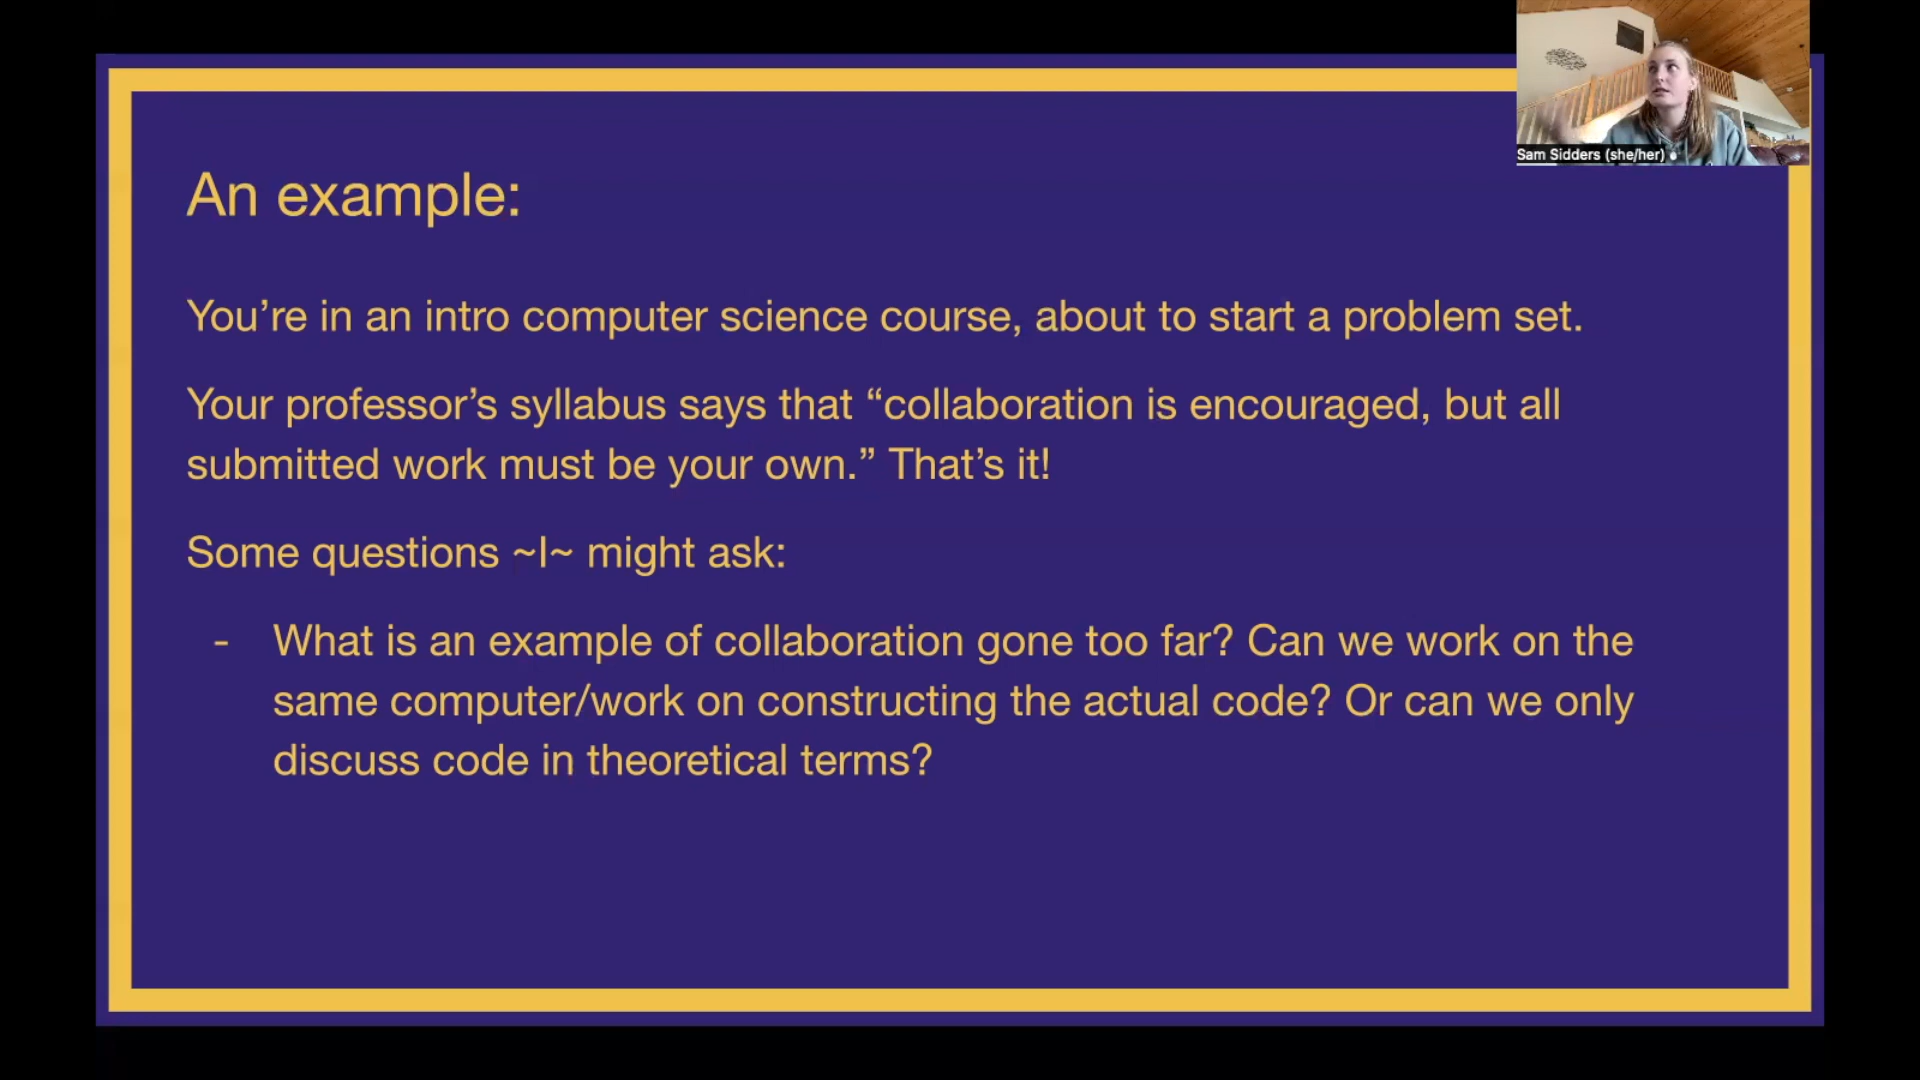 Sam Sidders (she/her)
An example:
You’re in an intro computer science course, about to start a problem set.
Your professor’s syllabus says that “collaboration is encouraged, but all
submitted work must be your own.” That’s it!
Some questions ~I~ might ask:
- What is an example of collaboration gone too far? Can we work on the
same computer/work on constructing the actual code? Or can we only
discuss code in theoretical terms?